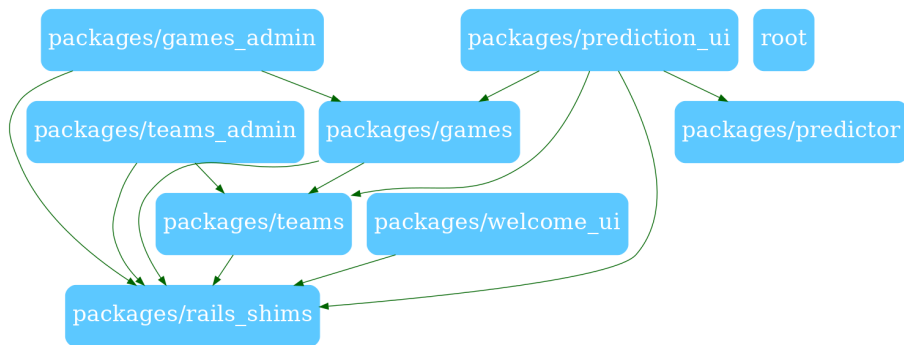 packages/games_admin
packages/prediction_ui
root
packages/teams_admin
packages/games
packages/predictor
packages/teams
packages/welcome_ui
packages/rails_shims